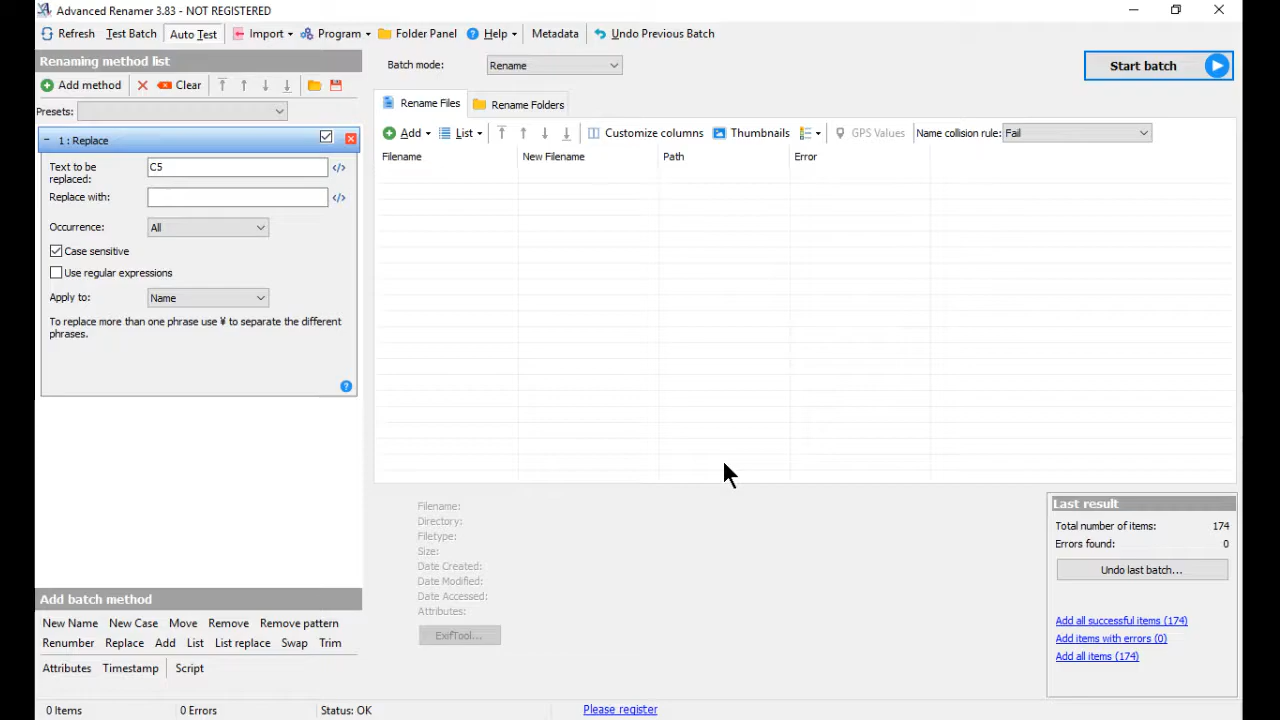 Advanced Renamer 3.83 - NOT REGISTERED
Refresh Test Batch Auto Test Import Program Folder Panel Help Metadata Undo Previous Batch
Renaming method list
Add method Clear
Presets:
1 : Replace
Text to be replaced: C5
Replace with:
Occurrence: All
Case sensitive
Use regular expressions
Apply to: Name
To replace more than one phrase use ¥ to separate the different
phrases.
Add batch method
New Name New Case Move Remove Remove pattern
Renumber Replace Add List List replace Swap Trim
Attributes Timestamp Script
Batch mode: Rename
Start batch
Rename Files Rename Folders
Add List Customize columns Thumbnails GPS Values Name collision rule: Fail
Filename New Filename Path Error
Filename:
Directory:
Filetype:
Size:
Date Created:
Date Modified:
Date Accessed:
Attributes:
ExifTool...
Last result
Total number of items: 174
Errors found: 0
Undo last batch...
Add all successful items (174)
Add items with errors (0)
Add all items (174)
0 Items 0 Errors Status: OK Please register